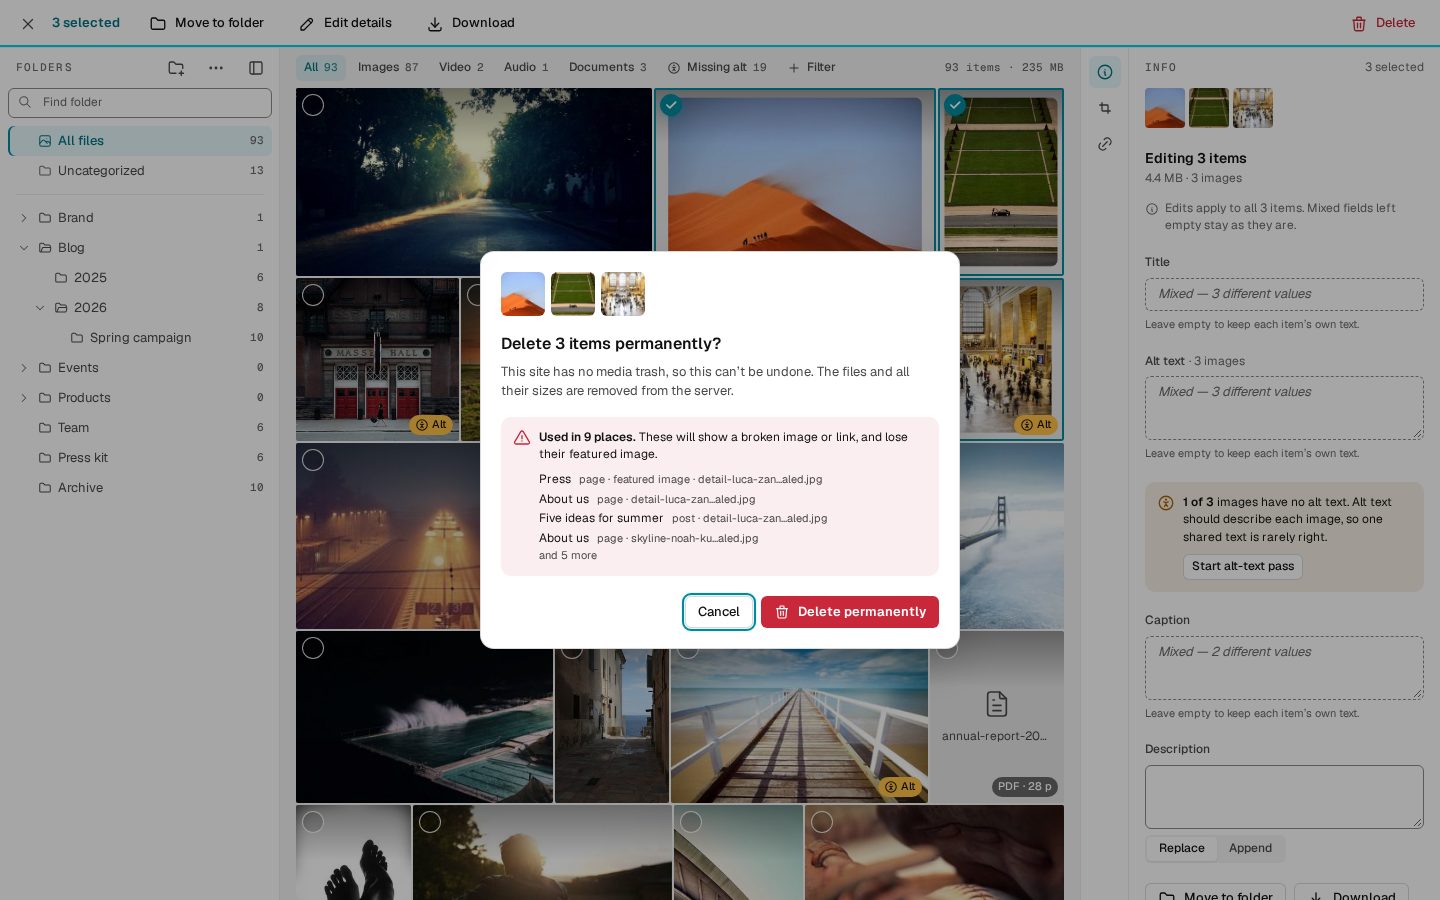 3 selected
Move to folder
Edit details
Download
Delete
FOLDERS
Find folder
All files 93
Uncategorized 13
Brand 1
Blog 1
2025 6
2026 8
Spring campaign 10
Events 0
Products 0
Team 6
Press kit 6
Archive 10
All 93
Images 87
Video 2
Audio 1
Documents 3
Missing alt 19
Filter
93 items · 235 MB
MASSEY HALL
Alt
Alt
Delete 3 items permanently?
This site has no media trash, so this can’t be undone. The files and all
their sizes are removed from the server.
Used in 9 places. These will show a broken image or link, and lose
their featured image.
Press page · featured image · detail-luca-zan…aled.jpg
About us page · detail-luca-zan…aled.jpg
Five ideas for summer post · detail-luca-zan…aled.jpg
About us page · skyline-noah-ku…aled.jpg
and 5 more
Cancel
Delete permanently
Alt
annual-report-20…
PDF · 28 p
INFO
3 selected
Editing 3 items
4.4 MB · 3 images
Edits apply to all 3 items. Mixed fields left
empty stay as they are.
Title
Mixed — 3 different values
Leave empty to keep each item’s own text.
Alt text · 3 images
Mixed — 3 different values
Leave empty to keep each item’s own text.
1 of 3 images have no alt text. Alt text
should describe each image, so one
shared text is rarely right.
Start alt-text pass
Caption
Mixed — 2 different values
Leave empty to keep each item’s own text.
Description
Replace
Append
Move to folder
Download